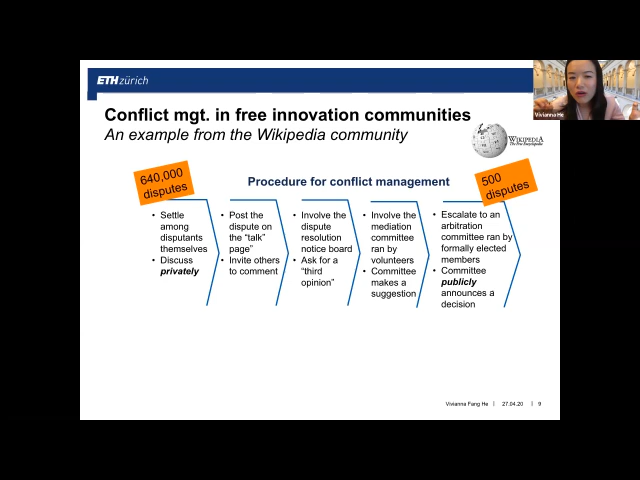 ETH zürich
Conflict mgt. in free innovation communities
An example from the Wikipedia community
Vivianna He
WIKIPEDIA
The Free Encyclopedia
640,000
disputes
Procedure for conflict management
500
disputes
• Settle
among
disputants
themselves
• Discuss
privately
• Post the
dispute on
the "talk"
page"
• Invite others
to comment
• Involve the
dispute
resolution
notice board
• Ask for a
"third
opinion"
• Involve the
mediation
committee
ran by
volunteers
• Committee
makes a
suggestion
• Escalate to an
arbitration
committee ran by
formally elected
members
• Committee
publicly
announces a
decision
Vivianna Fang He | 27.04.20 | 9